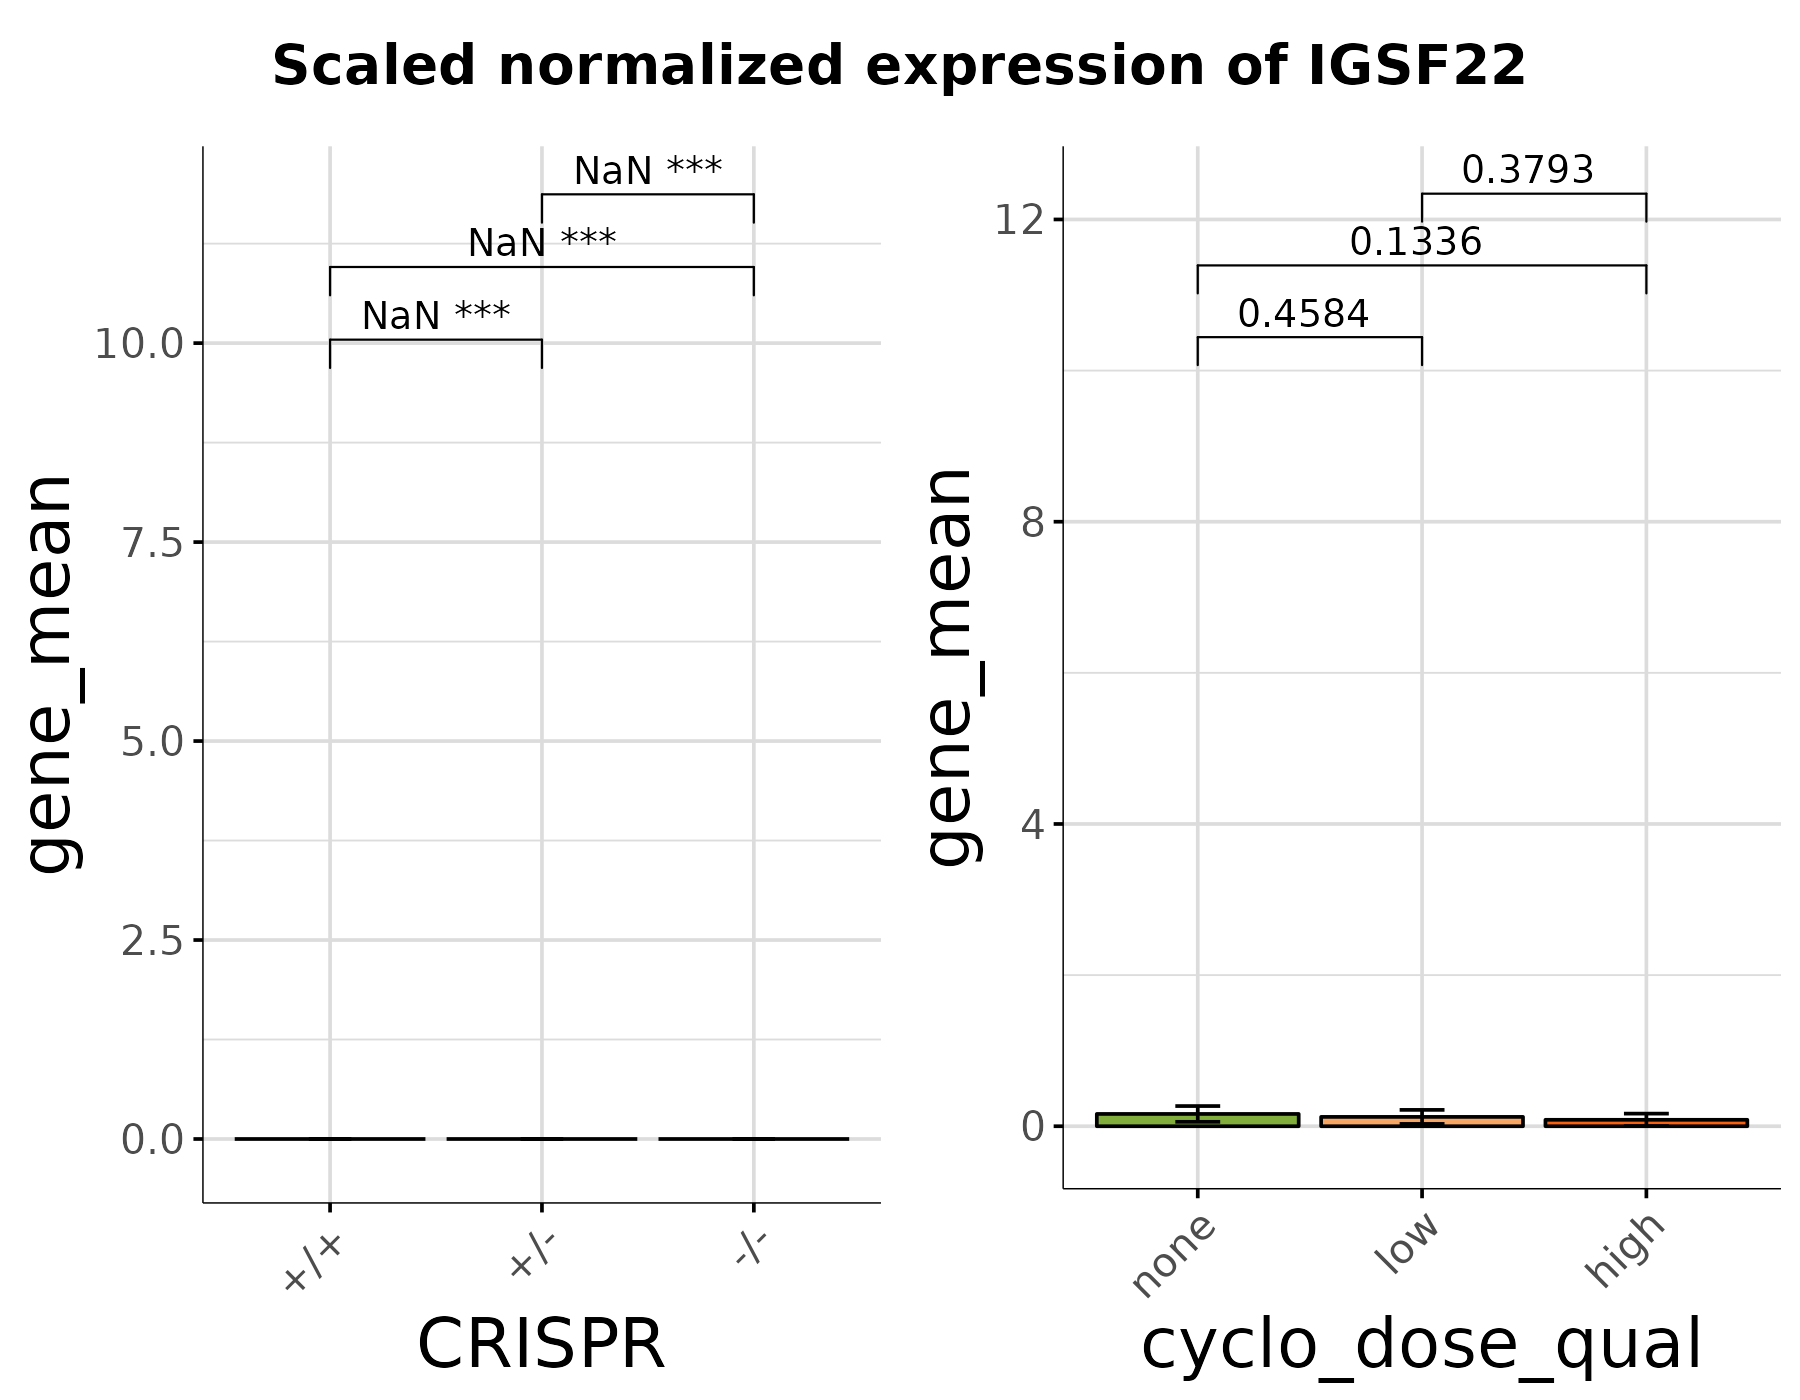 Scaled normalized expression of IGSF22
gene_mean
10.0
7.5
5.0
2.5
0.0
NaN ***
NaN ***
NaN ***
+/+
+/-
-/-
CRISPR
gene_mean
12
8
4
0
0.3793
0.1336
0.4584
none
low
high
cyclo_dose_qual